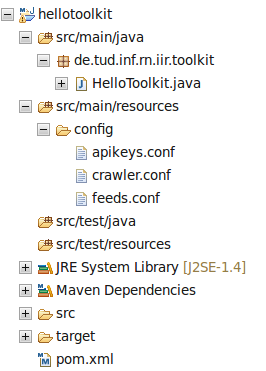 hellotoolkit
src/main/java
de.tud.inf.rn.iir.toolkit
HelloToolkit.java
src/main/resources
config
apikeys.conf
crawler.conf
feeds.conf
src/test/java
src/test/resources
JRE System Library [J2SE-1.4]
Maven Dependencies
src
target
pom.xml